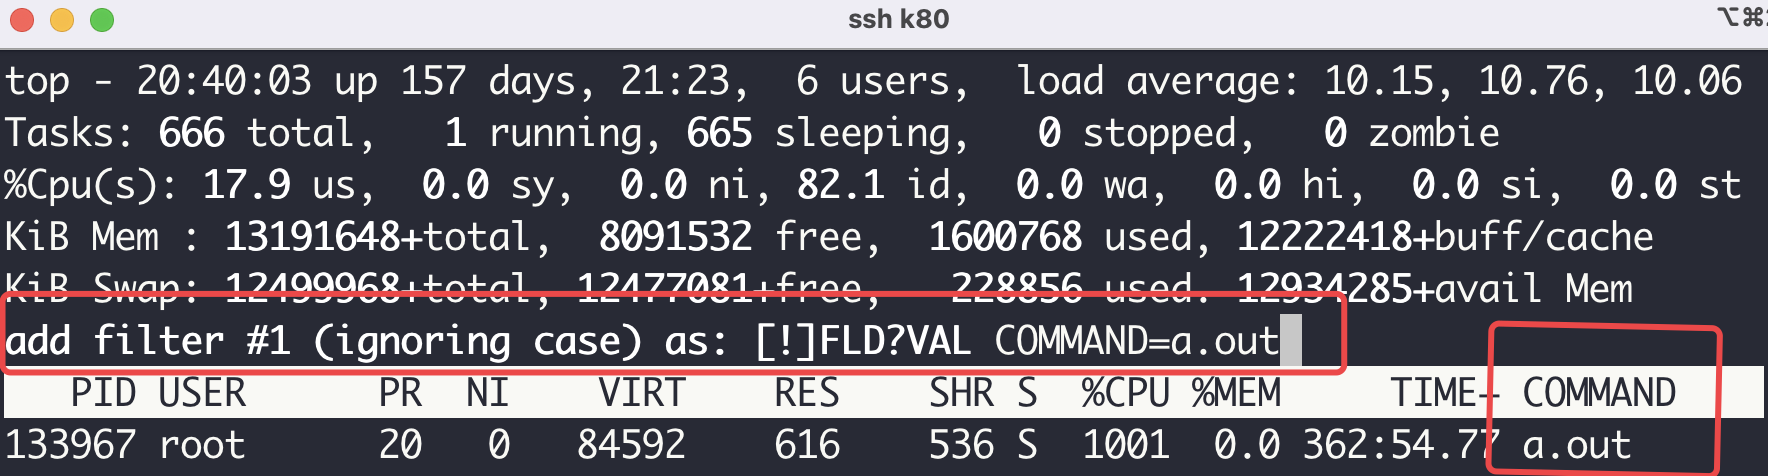 ssh k80 ⌥⌘
top - 20:40:03 up 157 days, 21:23,  6 users,  load average: 10.15, 10.76, 10.06
Tasks: 666 total,   1 running, 665 sleeping,   0 stopped,   0 zombie
%Cpu(s): 17.9 us,  0.0 sy,  0.0 ni, 82.1 id,  0.0 wa,  0.0 hi,  0.0 si,  0.0 st
KiB Mem : 13191648+total,  8091532 free,  1600768 used, 12222418+buff/cache
KiB Swap: 12499968+total, 12477081+free,   228856 used. 12934285+avail Mem
add filter #1 (ignoring case) as: [!]FLD?VAL COMMAND=a.out
PID USER      PR  NI    VIRT    RES    SHR S  %CPU %MEM     TIME+ COMMAND
133967 root      20   0   84592    616    536 S  1001  0.0 362:54.77 a.out